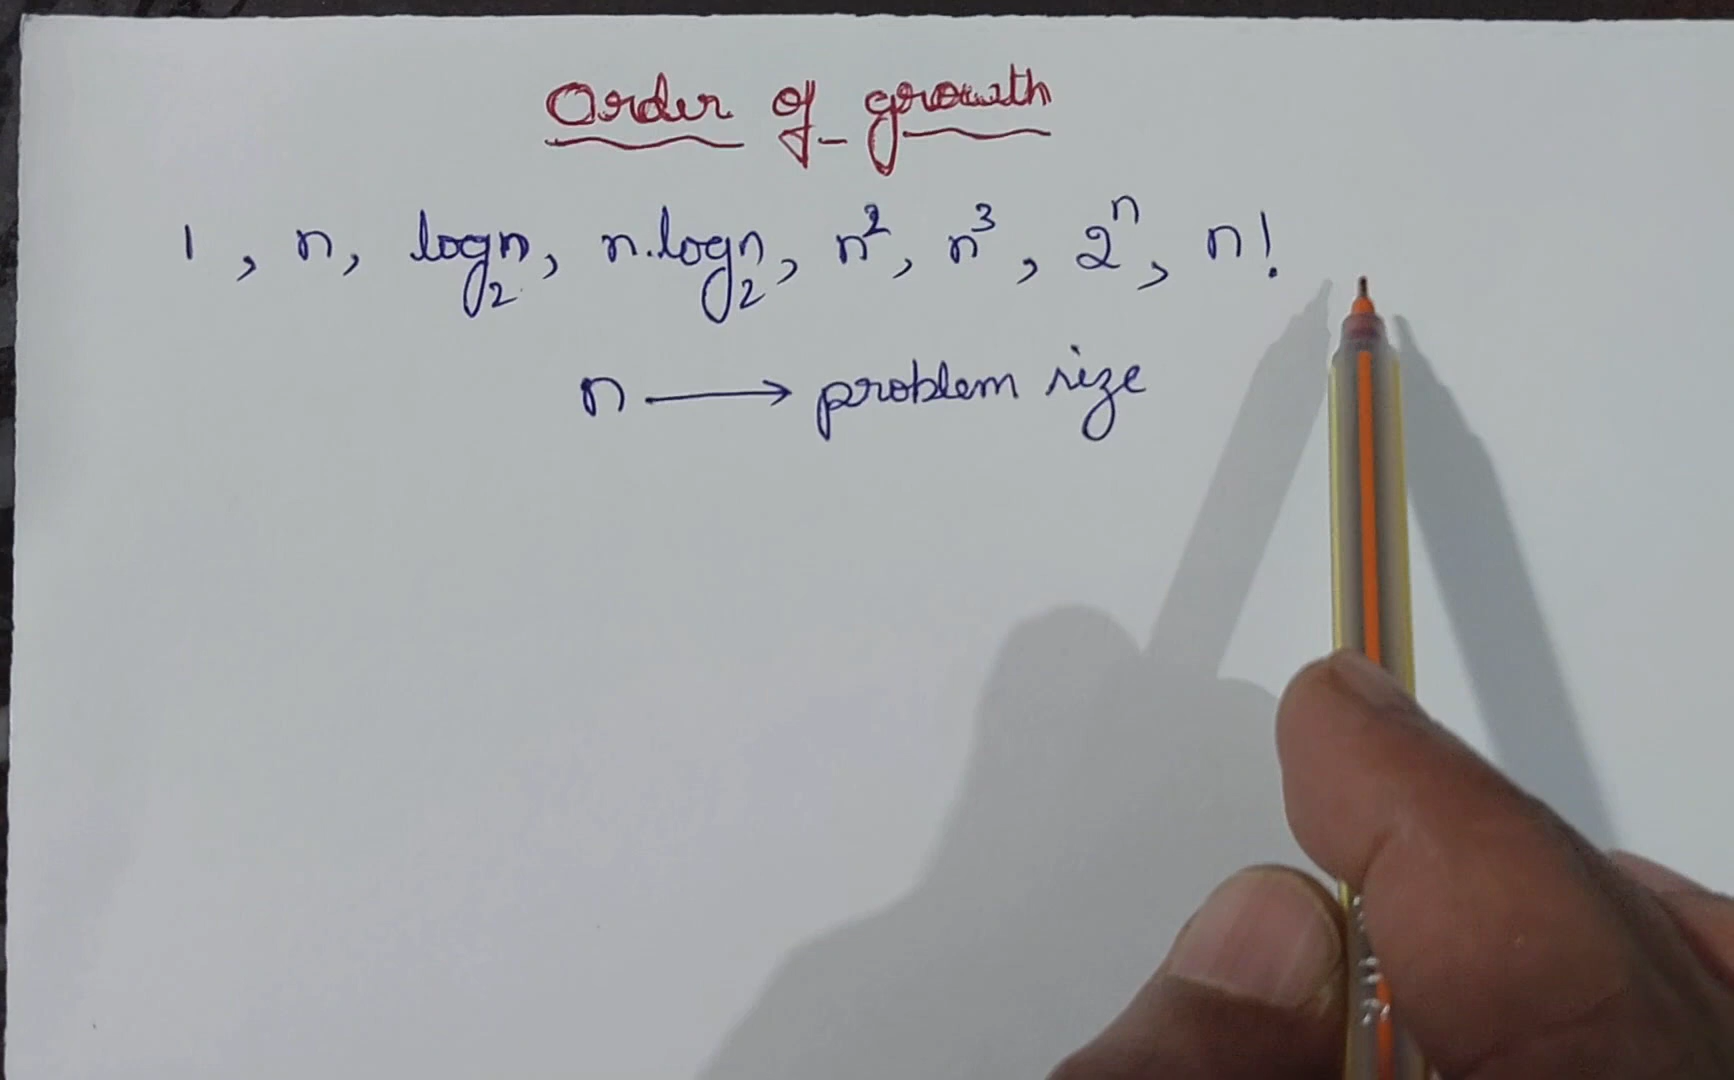 Order of growth
1, n, log₂n, n.log₂n, n², n³, 2ⁿ, n!
n ⟶ problem size